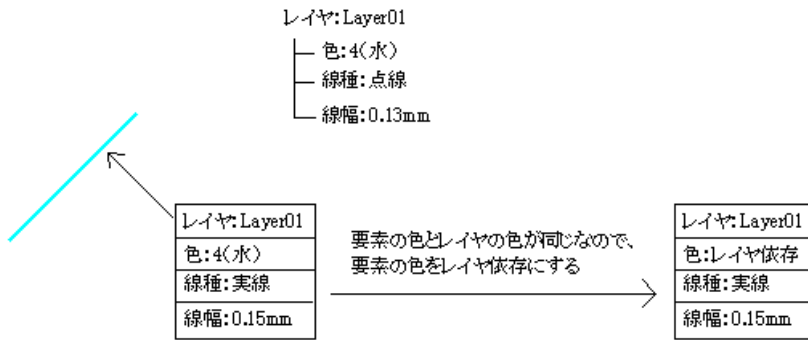 レイヤ:Layer01
色:4(水)
線種:点線
線幅:0.13mm
レイヤ:Layer01
色:4(水)
線種:実線
線幅:0.15mm
要素の色とレイヤの色が同じなので、
要素の色をレイヤ依存にする
レイヤ:Layer01
色:レイヤ依存
線種:実線
線幅:0.15mm